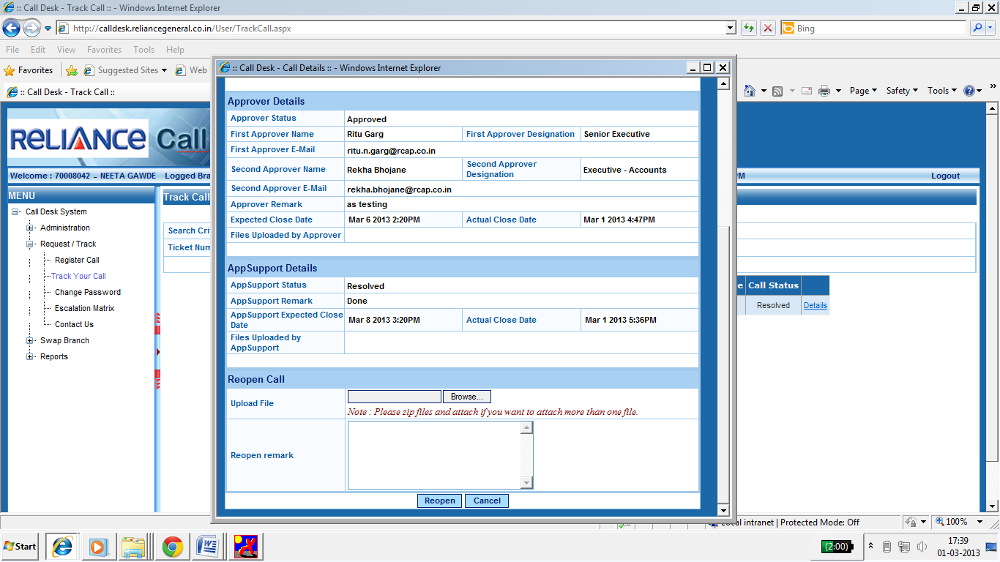 :: Call Desk - Track Call :: - Windows Internet Explorer
http://calldesk.reliancegeneral.co.in/User/TrackCall.aspx
Bing
File Edit View Favorites Tools Help
Favorites Suggested Sites Web
:: Call Desk - Track Call ::
Page Safety Tools
RELIANCE Call
Welcome : 70008042 - NEETA GAWDE Logged Bra
PM
Logout
MENU
Call Desk System
Administration
Request / Track
Register Call
Track Your Call
Change Password
Escalation Matrix
Contact Us
Swap Branch
Reports
Track Call
Search Crit
Ticket Num
e Call Status
Resolved Details
:: Call Desk - Call Details :: - Windows Internet Explorer
Approver Details
Approver Status Approved
First Approver Name Ritu Garg First Approver Designation Senior Executive
First Approver E-Mail ritu.n.garg@rcap.co.in
Second Approver Name Rekha Bhojane Second Approver Designation Executive - Accounts
Second Approver E-Mail rekha.bhojane@rcap.co.in
Approver Remark as testing
Expected Close Date Mar 6 2013 2:20PM Actual Close Date Mar 1 2013 4:47PM
Files Uploaded by Approver
AppSupport Details
AppSupport Status Resolved
AppSupport Remark Done
AppSupport Expected Close Date Mar 8 2013 3:20PM Actual Close Date Mar 1 2013 5:36PM
Files Uploaded by AppSupport
Reopen Call
Upload File Browse...
Note : Please zip files and attach if you want to attach more than one file.
Reopen remark
Reopen Cancel
Local intranet | Protected Mode: Off
100%
Start
(2:00)
17:39
01-03-2013